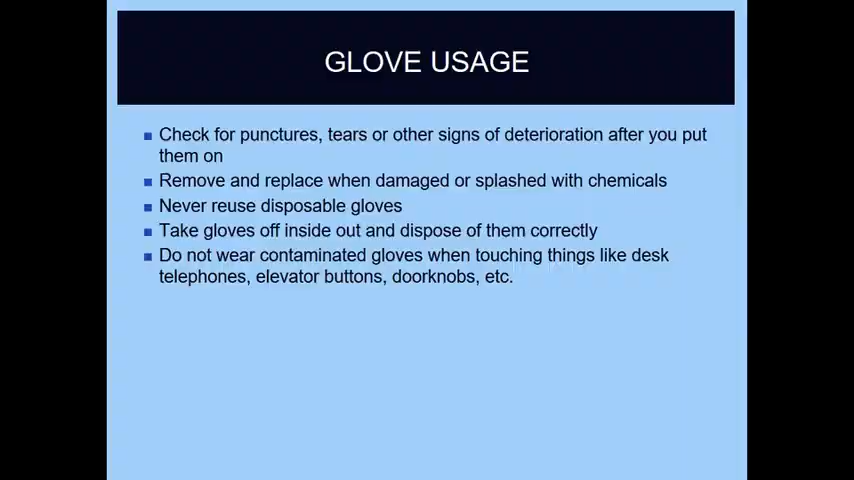 GLOVE USAGE
Check for punctures, tears or other signs of deterioration after you put
them on
Remove and replace when damaged or splashed with chemicals
Never reuse disposable gloves
Take gloves off inside out and dispose of them correctly
Do not wear contaminated gloves when touching things like desk
telephones, elevator buttons, doorknobs, etc.